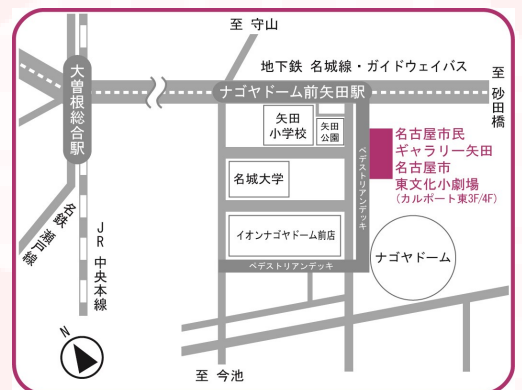 至 守山
地下鉄 名城線・ガイドウェイバス
至 砂田橋
大曽根総合駅
ナゴヤドーム前矢田駅
矢田
小学校
矢田
公園
名古屋市民
ギャラリー矢田
名古屋市
東文化小劇場
(カルポート東3F/4F)
ペデストリアンデッキ
名城大学
イオンナゴヤドーム前店
ナゴヤドーム
ペデストリアンデッキ
名鉄 瀬戸線
JR 中央本線
N
至 今池